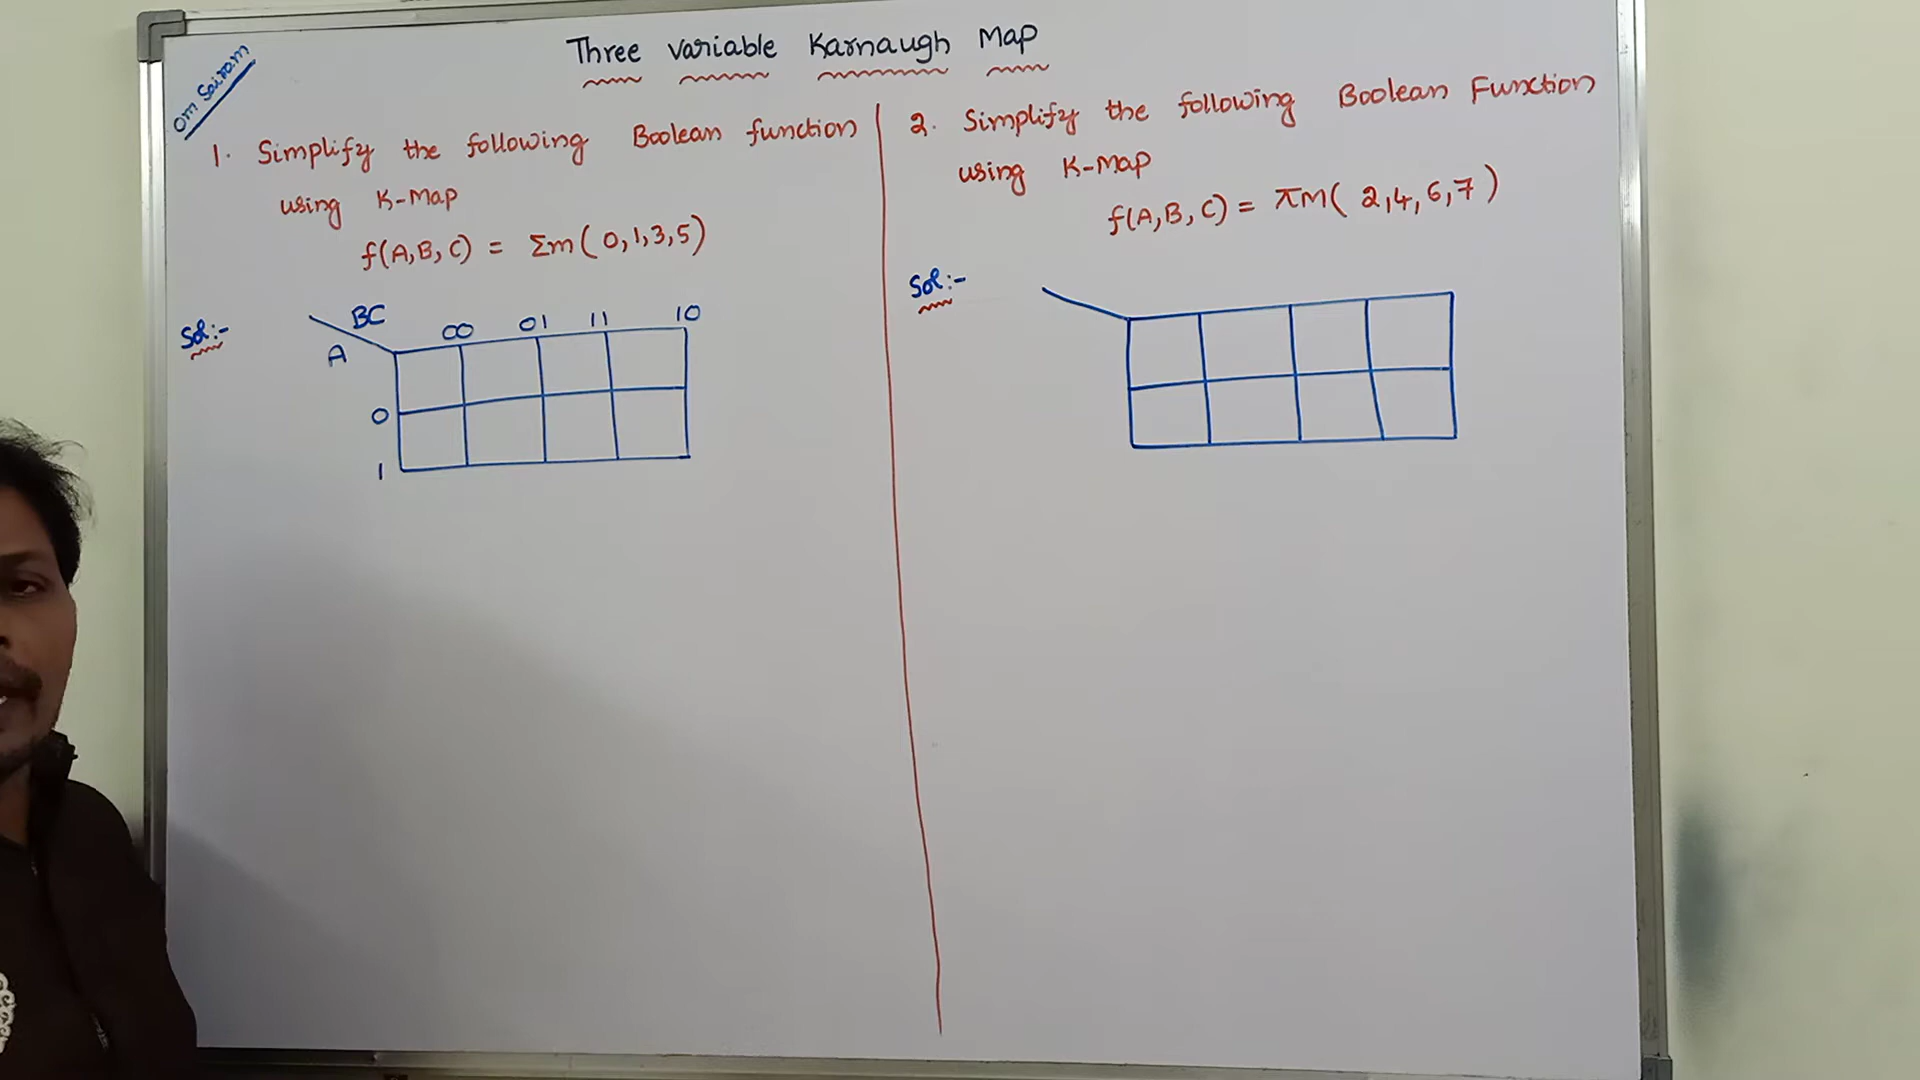 Three Variable Karnaugh Map
Om Sairam
1. Simplify the following Boolean function
using K-Map
f(A,B,C) = Σm( 0,1,3,5)
Sol:-
BC
A
00 01 11 10
0
1
2. Simplify the following Boolean Function
using K-Map
f(A,B,C) = πM( 2,4,6,7)
Sol:-